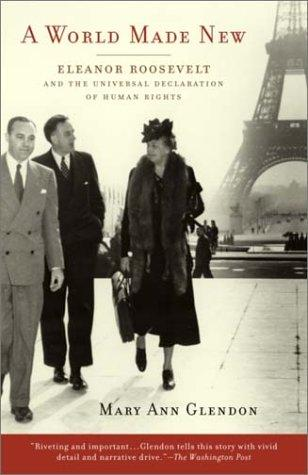 A WORLD MADE NEW
ELEANOR ROOSEVELT
AND THE UNIVERSAL DECLARATION
OF HUMAN RIGHTS
MARY ANN GLENDON
"Riveting and important... Glendon tells this story with vivid
detail and narrative drive."—The Washington Post